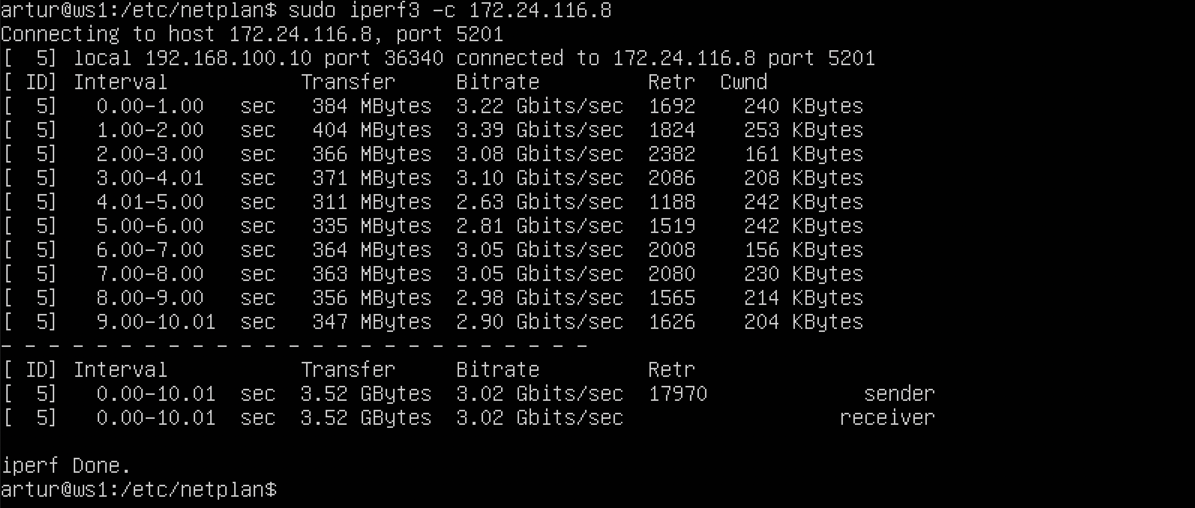 artur@ws1:/etc/netplan$ sudo iperf3 -c 172.24.116.8
Connecting to host 172.24.116.8, port 5201
[  5] local 192.168.100.10 port 36340 connected to 172.24.116.8 port 5201
[ ID] Interval           Transfer     Bitrate         Retr  Cwnd
[  5]   0.00-1.00   sec   384 MBytes  3.22 Gbits/sec  1692    240 KBytes
[  5]   1.00-2.00   sec   404 MBytes  3.39 Gbits/sec  1824    253 KBytes
[  5]   2.00-3.00   sec   366 MBytes  3.08 Gbits/sec  2382    161 KBytes
[  5]   3.00-4.01   sec   371 MBytes  3.10 Gbits/sec  2086    208 KBytes
[  5]   4.01-5.00   sec   311 MBytes  2.63 Gbits/sec  1188    242 KBytes
[  5]   5.00-6.00   sec   335 MBytes  2.81 Gbits/sec  1519    242 KBytes
[  5]   6.00-7.00   sec   364 MBytes  3.05 Gbits/sec  2008    156 KBytes
[  5]   7.00-8.00   sec   363 MBytes  3.05 Gbits/sec  2080    230 KBytes
[  5]   8.00-9.00   sec   356 MBytes  2.98 Gbits/sec  1565    214 KBytes
[  5]   9.00-10.01  sec   347 MBytes  2.90 Gbits/sec  1626    204 KBytes
- - - - - - - - - - - - - - - - - - - - - - - - -
[ ID] Interval           Transfer     Bitrate         Retr
[  5]   0.00-10.01  sec  3.52 GBytes  3.02 Gbits/sec  17970             sender
[  5]   0.00-10.01  sec  3.52 GBytes  3.02 Gbits/sec                  receiver

iperf Done.
artur@ws1:/etc/netplan$